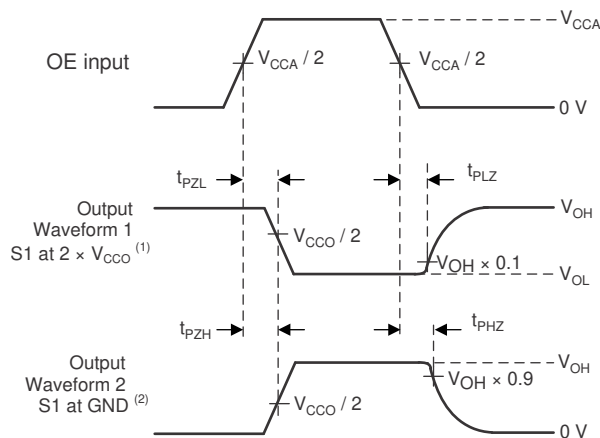 V_CCA
OE input
V_CCA / 2
V_CCA / 2
0 V
t_PZL
t_PLZ
Output
Waveform 1
S1 at 2 × V_CCO (1)
V_OH
V_CCO / 2
V_OH × 0.1
V_OL
t_PZH
t_PHZ
Output
Waveform 2
S1 at GND (2)
V_OH
V_OH × 0.9
V_CCO / 2
0 V